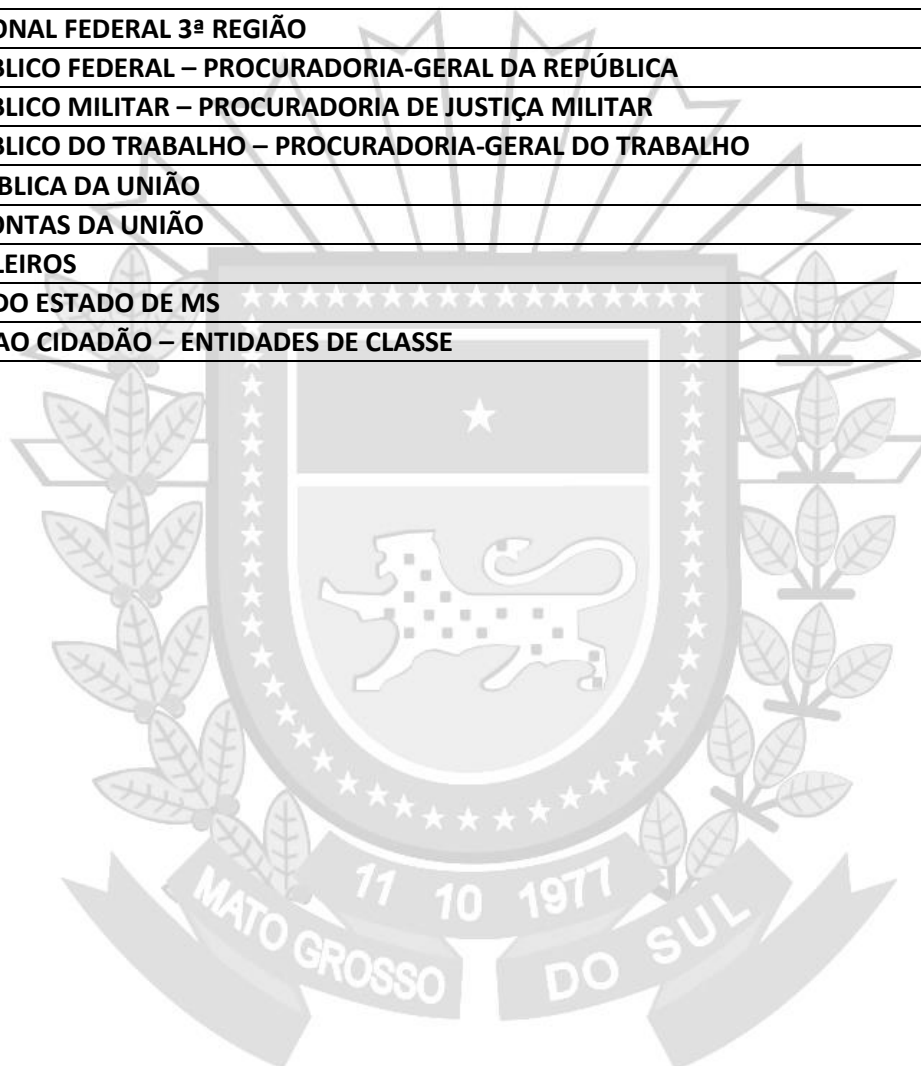 ONAL FEDERAL 3ª REGIÃO
BLICO FEDERAL – PROCURADORIA-GERAL DA REPÚBLICA
BLICO MILITAR – PROCURADORIA DE JUSTIÇA MILITAR
BLICO DO TRABALHO – PROCURADORIA-GERAL DO TRABALHO
BLICA DA UNIÃO
ONTAS DA UNIÃO
LEIROS
DO ESTADO DE MS
AO CIDADÃO – ENTIDADES DE CLASSE
11 10 1977
MATO GROSSO DO SUL